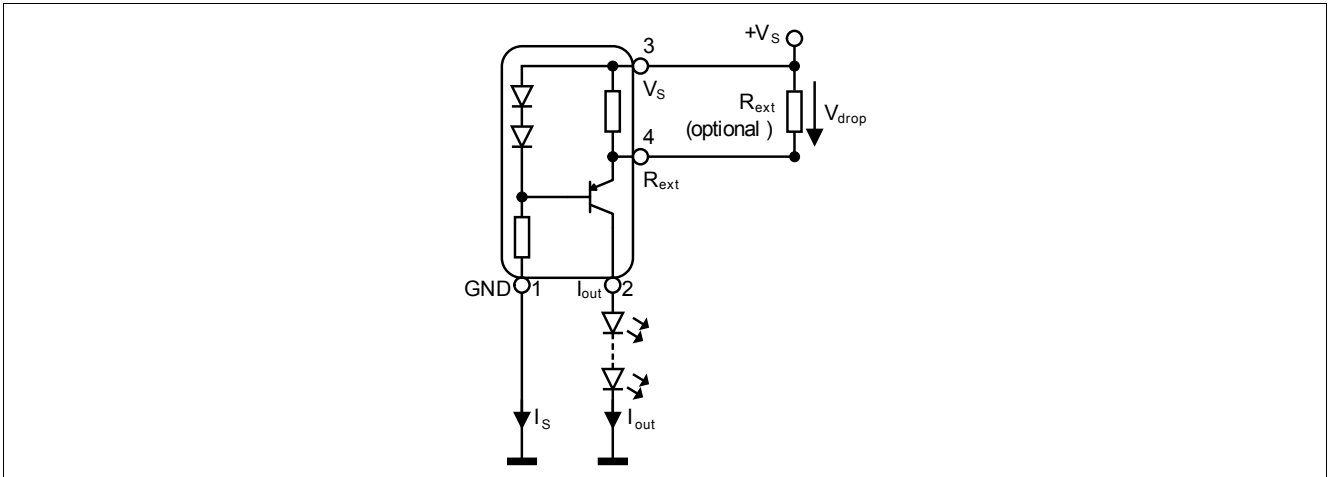 +VS
3
VS
Rext
(optional )
Vdrop
4
Rext
GND 1
Iout 2
IS
Iout